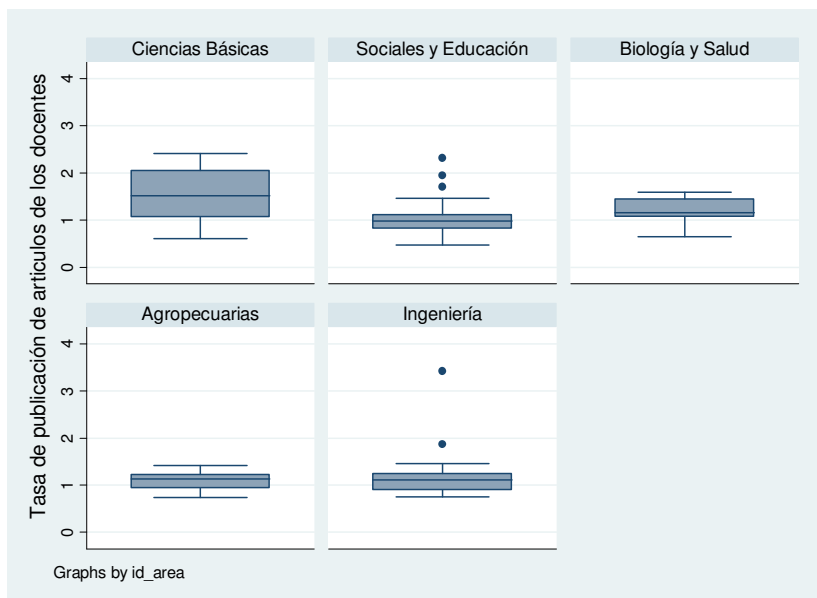 Ciencias Básicas
Sociales y Educación
Biología y Salud
4
3
2
1
0
Agropecuarias
Ingeniería
4
3
2
1
0
Tasa de publicación de articulos de los docentes
Graphs by id_area